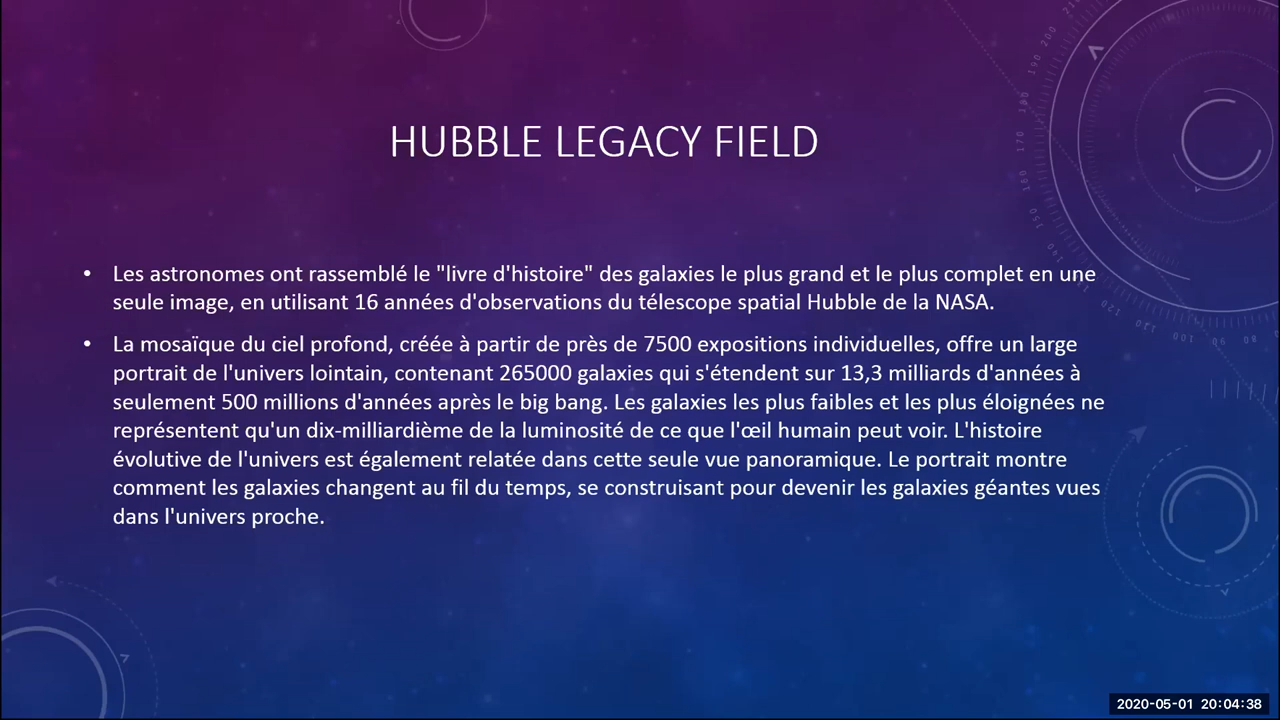 HUBBLE LEGACY FIELD
• Les astronomes ont rassemblé le "livre d'histoire" des galaxies le plus grand et le plus complet en une
seule image, en utilisant 16 années d'observations du télescope spatial Hubble de la NASA.
• La mosaïque du ciel profond, créée à partir de près de 7500 expositions individuelles, offre un large
portrait de l'univers lointain, contenant 265000 galaxies qui s'étendent sur 13,3 milliards d'années à
seulement 500 millions d'années après le big bang. Les galaxies les plus faibles et les plus éloignées ne
représentent qu'un dix-milliardième de la luminosité de ce que l'œil humain peut voir. L'histoire
évolutive de l'univers est également relatée dans cette seule vue panoramique. Le portrait montre
comment les galaxies changent au fil du temps, se construisant pour devenir les galaxies géantes vues
dans l'univers proche.
2020-05-01 20:04:38